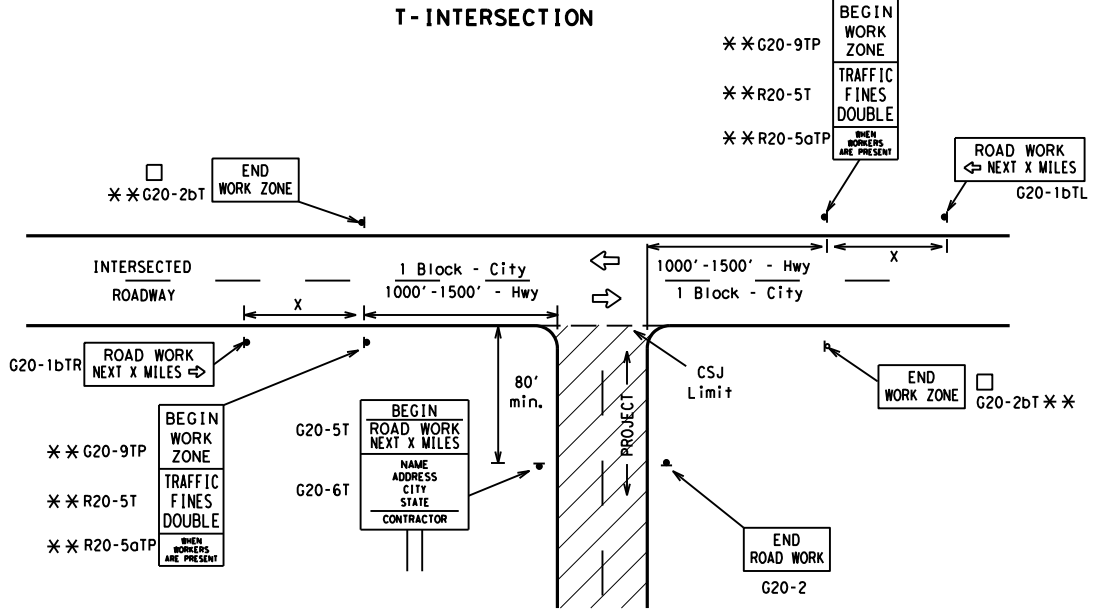 T-INTERSECTION
BEGIN
WORK
ZONE
TRAFFIC
FINES
DOUBLE
WHEN
WORKERS
ARE PRESENT
**G20-9TP
**R20-5T
**R20-5aTP
ROAD WORK
⇦ NEXT X MILES
G20-1bTL
END
WORK ZONE
□
**G20-2bT
INTERSECTED
ROADWAY
1 Block - City
1000'-1500' - Hwy
X
1000'-1500' - Hwy
1 Block - City
X
G20-1bTR
ROAD WORK
NEXT X MILES ⇨
80'
min.
CSJ
Limit
PROJECT
END
WORK ZONE
□
G20-2bT**
**G20-9TP
**R20-5T
**R20-5aTP
BEGIN
WORK
ZONE
TRAFFIC
FINES
DOUBLE
WHEN
WORKERS
ARE PRESENT
G20-5T
G20-6T
BEGIN
ROAD WORK
NEXT X MILES
NAME
ADDRESS
CITY
STATE
CONTRACTOR
END
ROAD WORK
G20-2